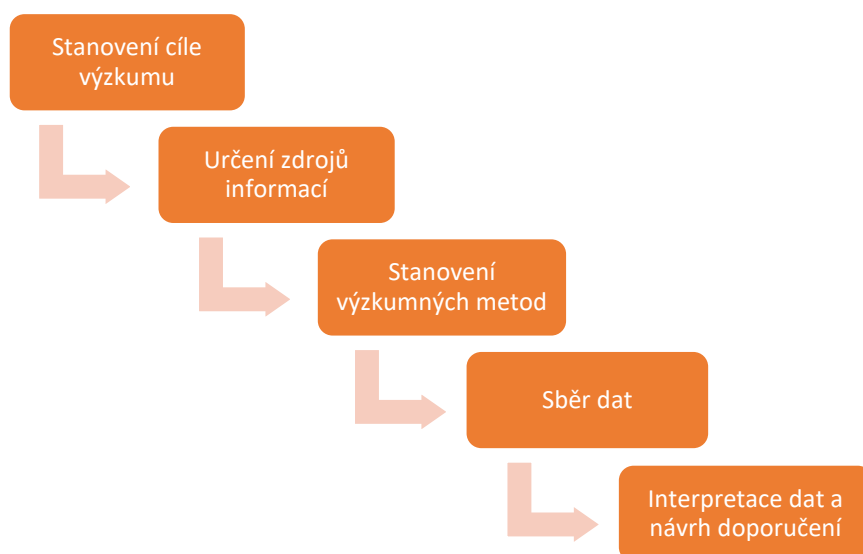 Stanovení cíle
výzkumu
Určení zdrojů
informací
Stanovení
výzkumných metod
Sběr dat
Interpretace dat a
návrh doporučení